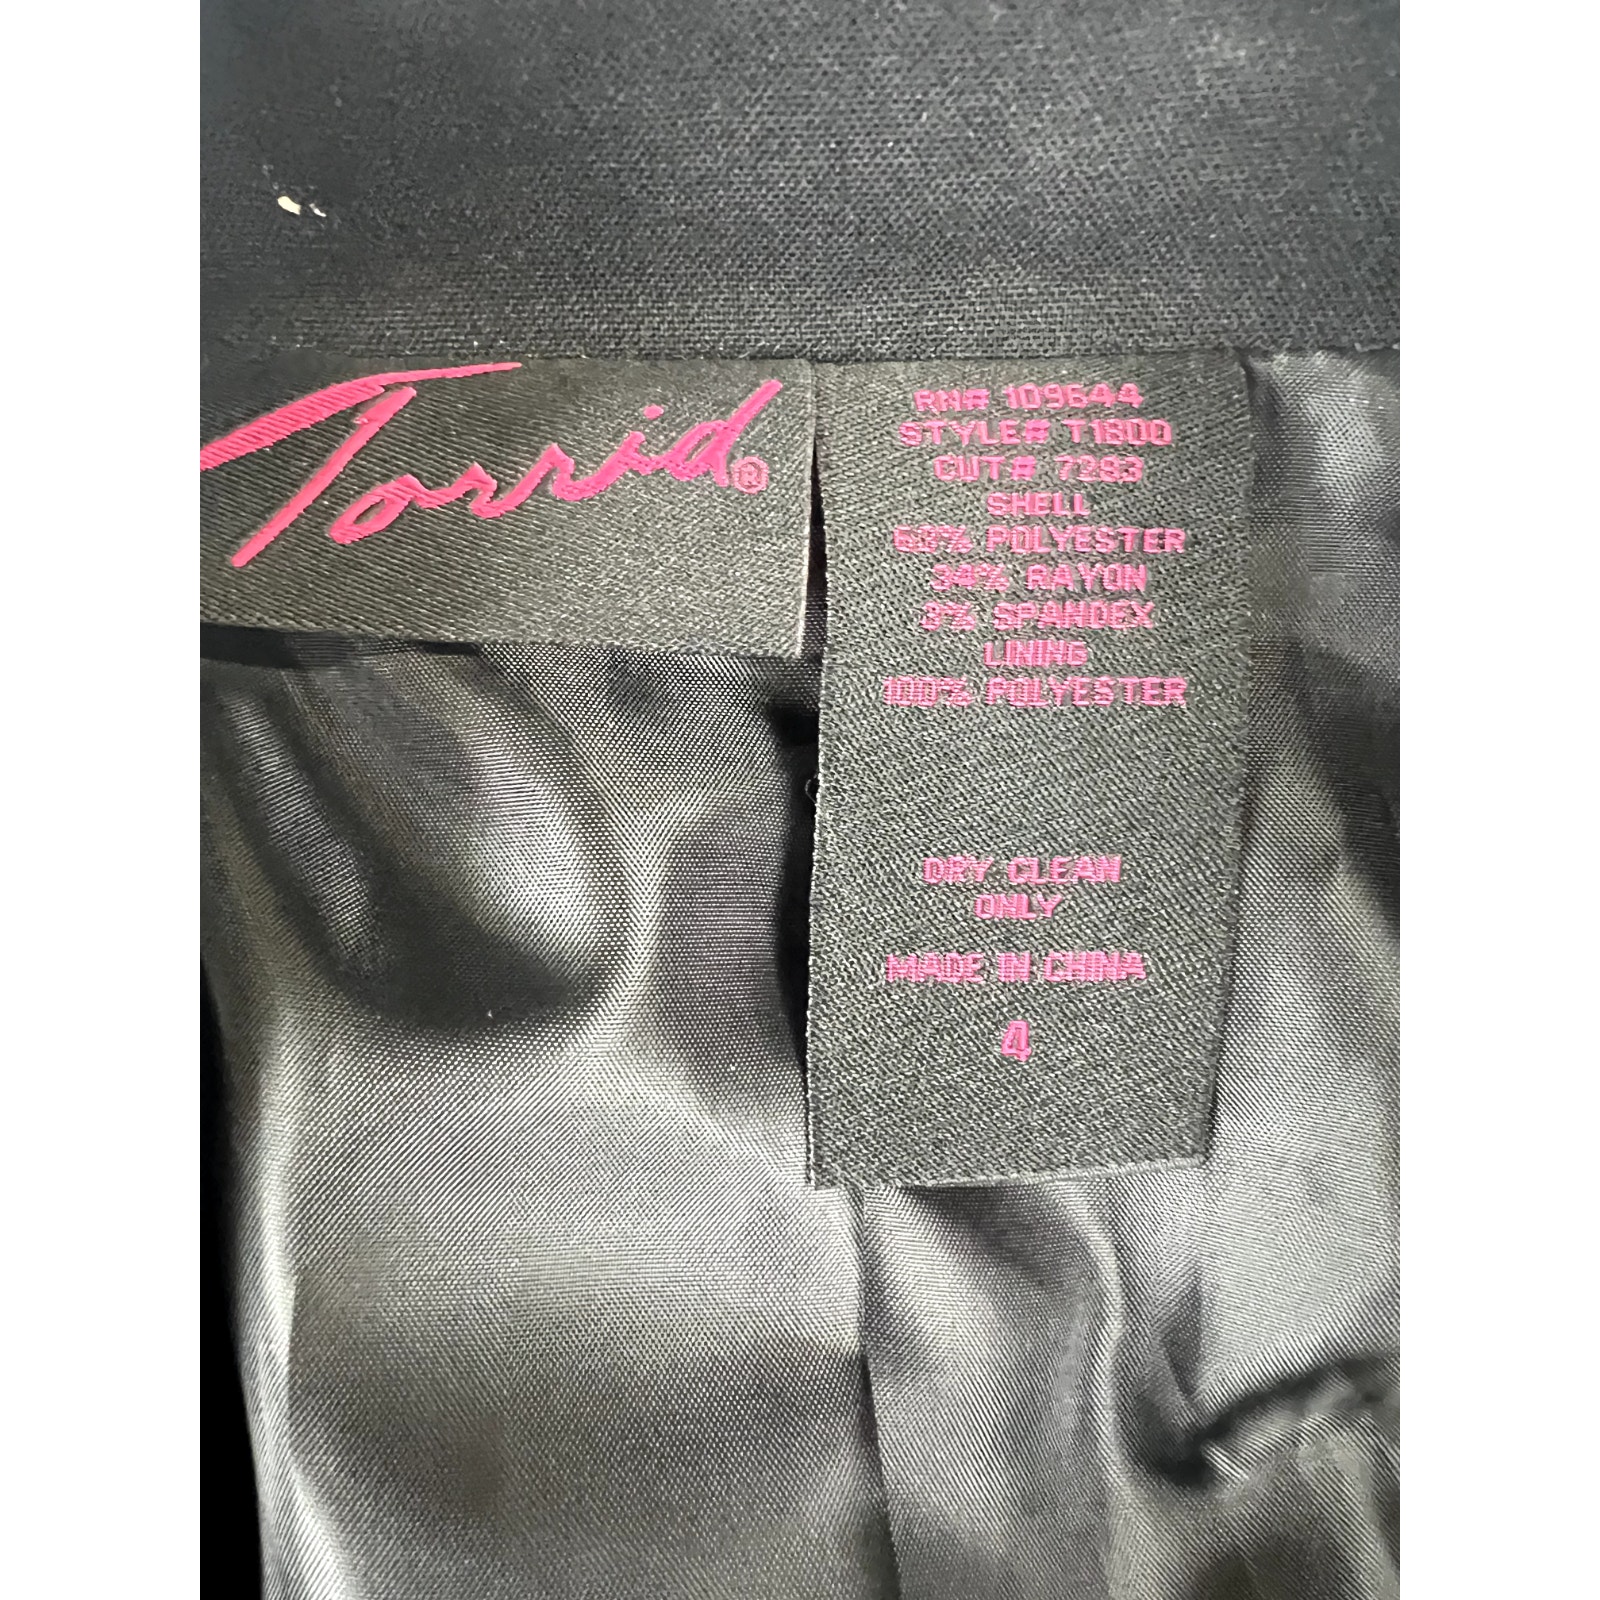 Torrid®
RN# 109644
STYLE# T1800
CUT# 7283
SHELL
63% POLYESTER
34% RAYON
3% SPANDEX
LINING
100% POLYESTER
DRY CLEAN
ONLY
MADE IN CHINA
4